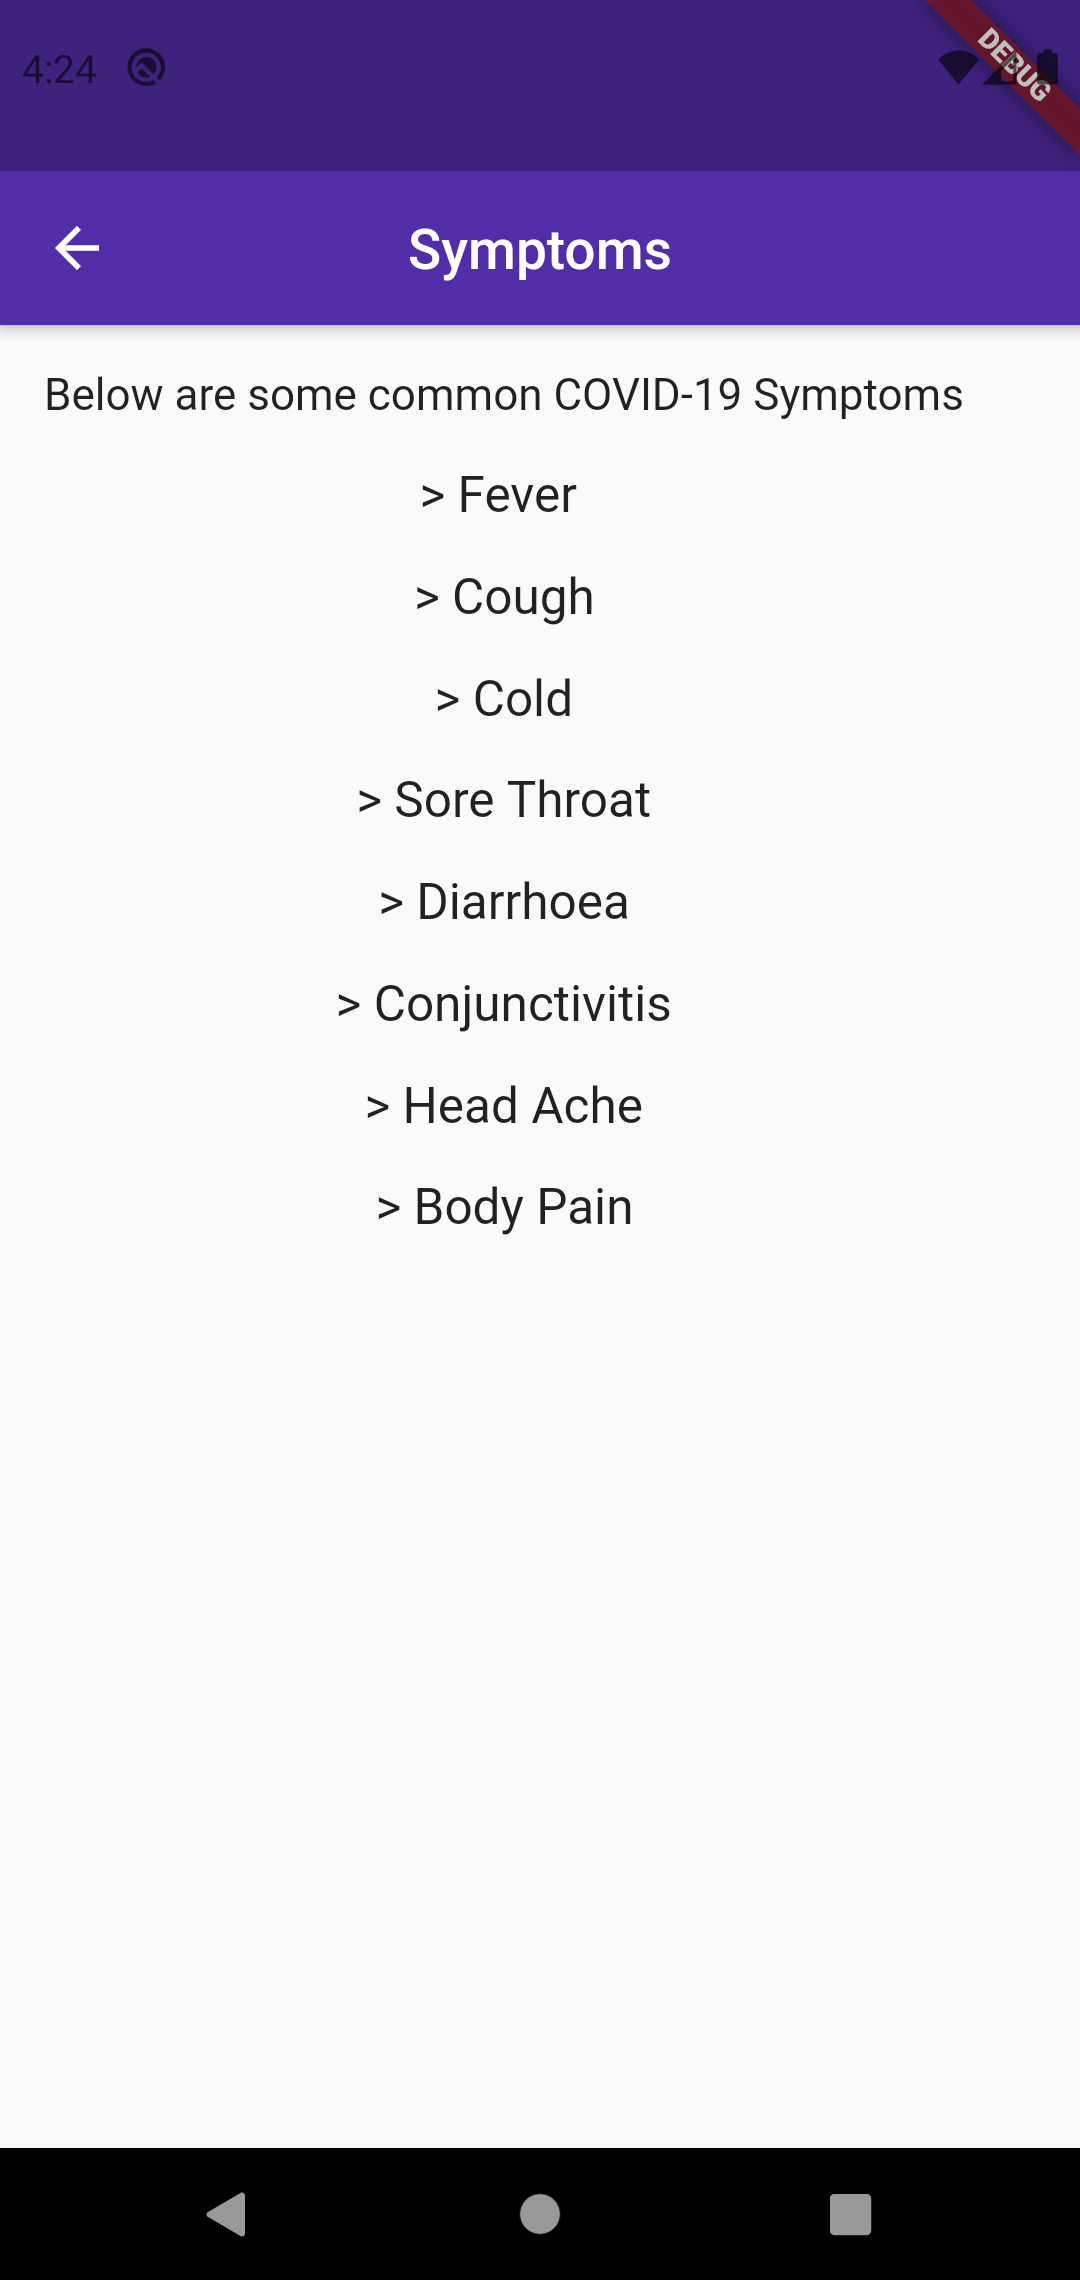 4:24
DEBUG
Symptoms
Below are some common COVID-19 Symptoms
> Fever
> Cough
> Cold
> Sore Throat
> Diarrhoea
> Conjunctivitis
> Head Ache
> Body Pain